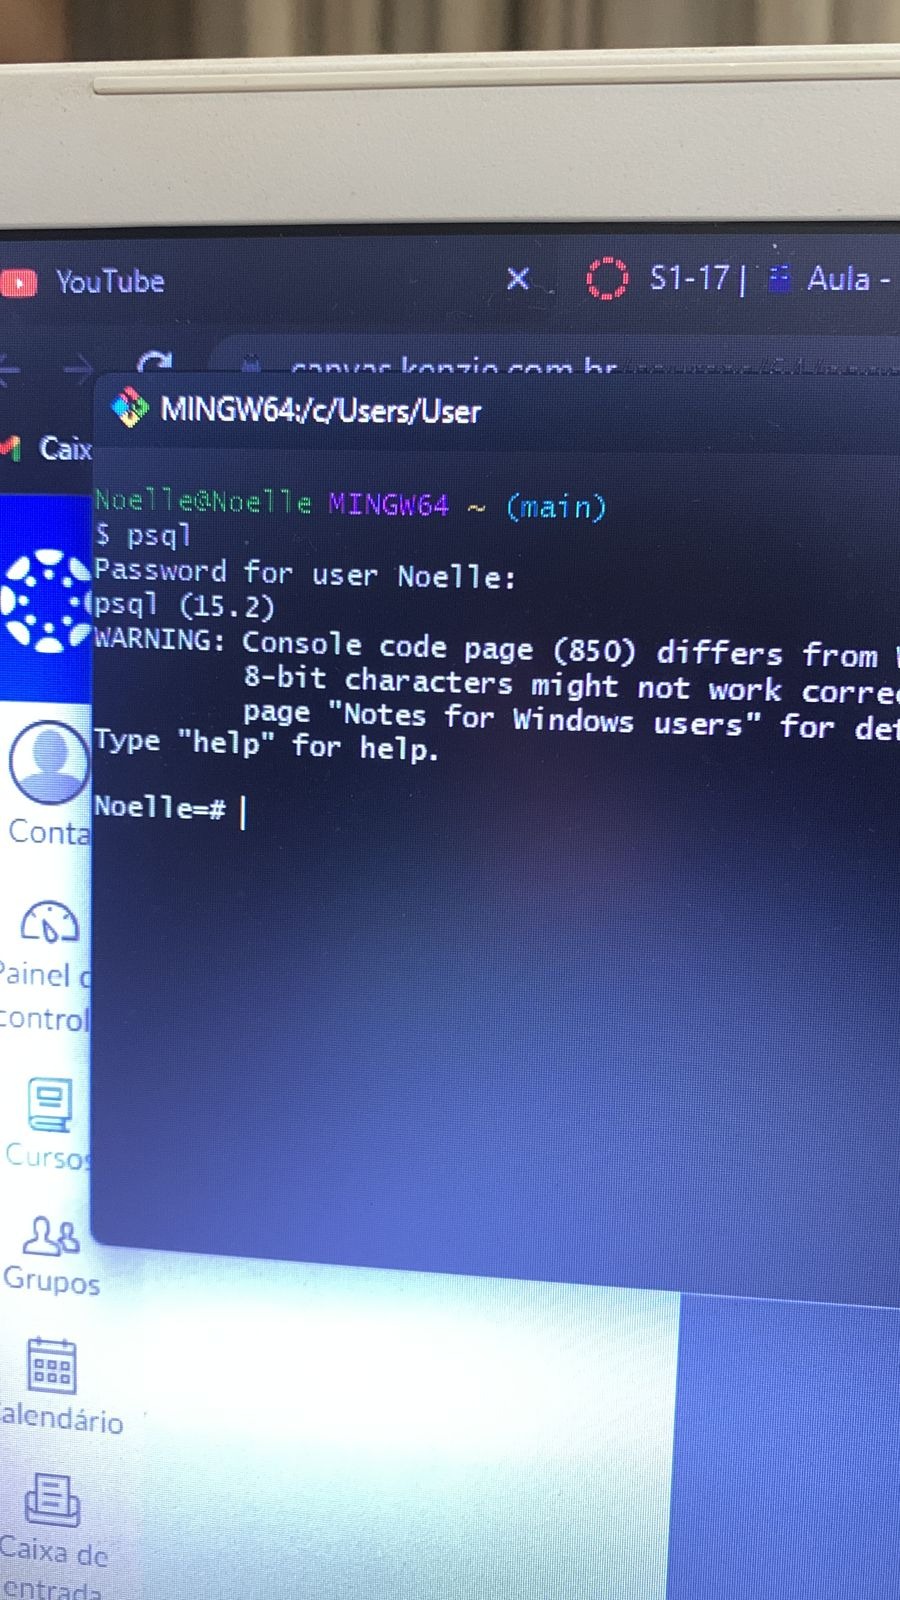 YouTube
S1-17 | Aula -
canvas.kenzie.com.br
MINGW64:/c/Users/User
Caix
Noelle@Noelle MINGW64 ~ (main)
$ psql
Password for user Noelle:
psql (15.2)
WARNING: Console code page (850) differs from
8-bit characters might not work corre
page "Notes for Windows users" for det
Type "help" for help.
Noelle=#
Conta
Painel d
control
Cursos
Grupos
alendário
Caixa de
entrada